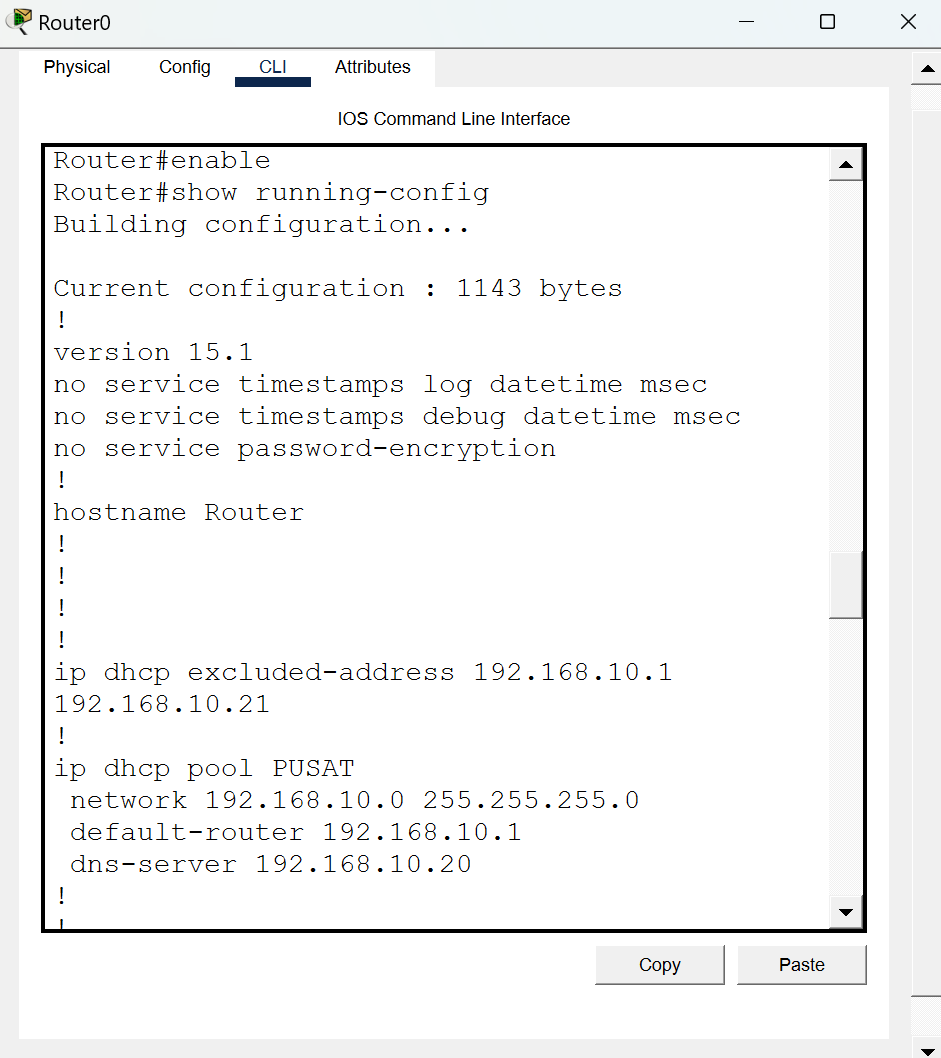 Router0
Physical Config CLI Attributes
IOS Command Line Interface
Router#enable
Router#show running-config
Building configuration...
Current configuration : 1143 bytes
!
version 15.1
no service timestamps log datetime msec
no service timestamps debug datetime msec
no service password-encryption
!
hostname Router
!
!
!
!
ip dhcp excluded-address 192.168.10.1
192.168.10.21
!
ip dhcp pool PUSAT
network 192.168.10.0 255.255.255.0
default-router 192.168.10.1
dns-server 192.168.10.20
!
!
Copy Paste